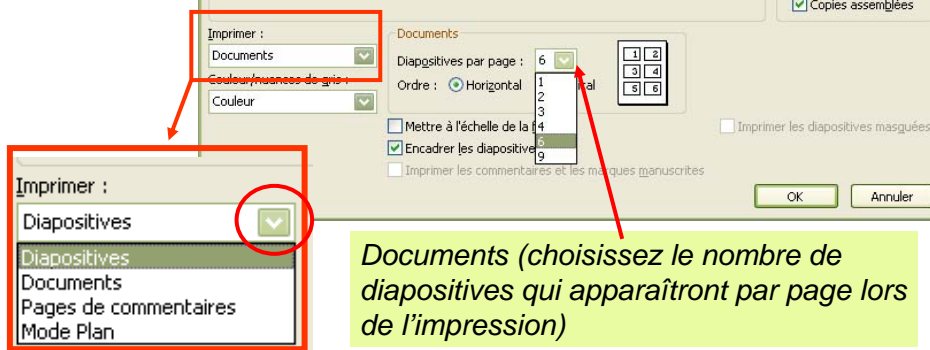 Copies assemblées
Imprimer :
Documents
Couleur/nuances de gris :
Couleur
Documents
Diapositives par page : 6
Ordre : Horizontal
1
2
3
4
6
9
1 2
3 4
5 6
Mettre à l'échelle de la
Encadrer les diapositive
Imprimer les commentaires et les marques manuscrites
Imprimer les diapositives masquées
OK Annuler
Imprimer :
Diapositives
Diapositives
Documents
Pages de commentaires
Mode Plan
Documents (choisissez le nombre de
diapositives qui apparaîtront par page lors
de l'impression)